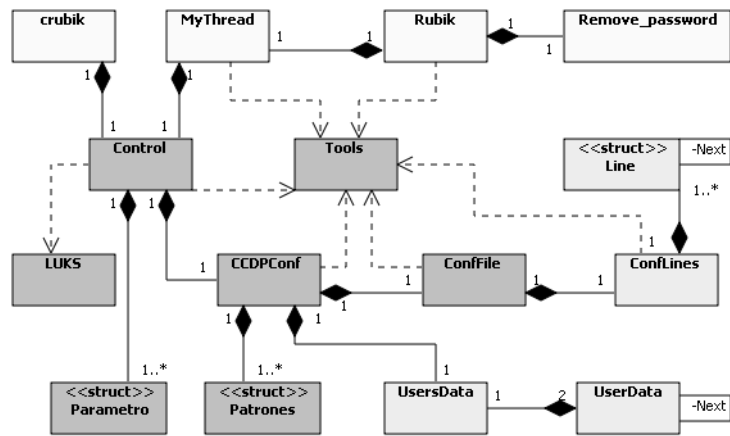 crubik
MyThread
Rubik
Remove_password
1
1
1
1
1
1
1
1
Control
Tools
<<struct>>
Line
-Next
1
1
1..*
LUKS
CCDPConf
ConfFile
ConfLines
1
1
1
1
1
1
1
1
1..*
1
<<struct>>
Parametro
<<struct>>
Patrones
UsersData
1
2
UserData
-Next